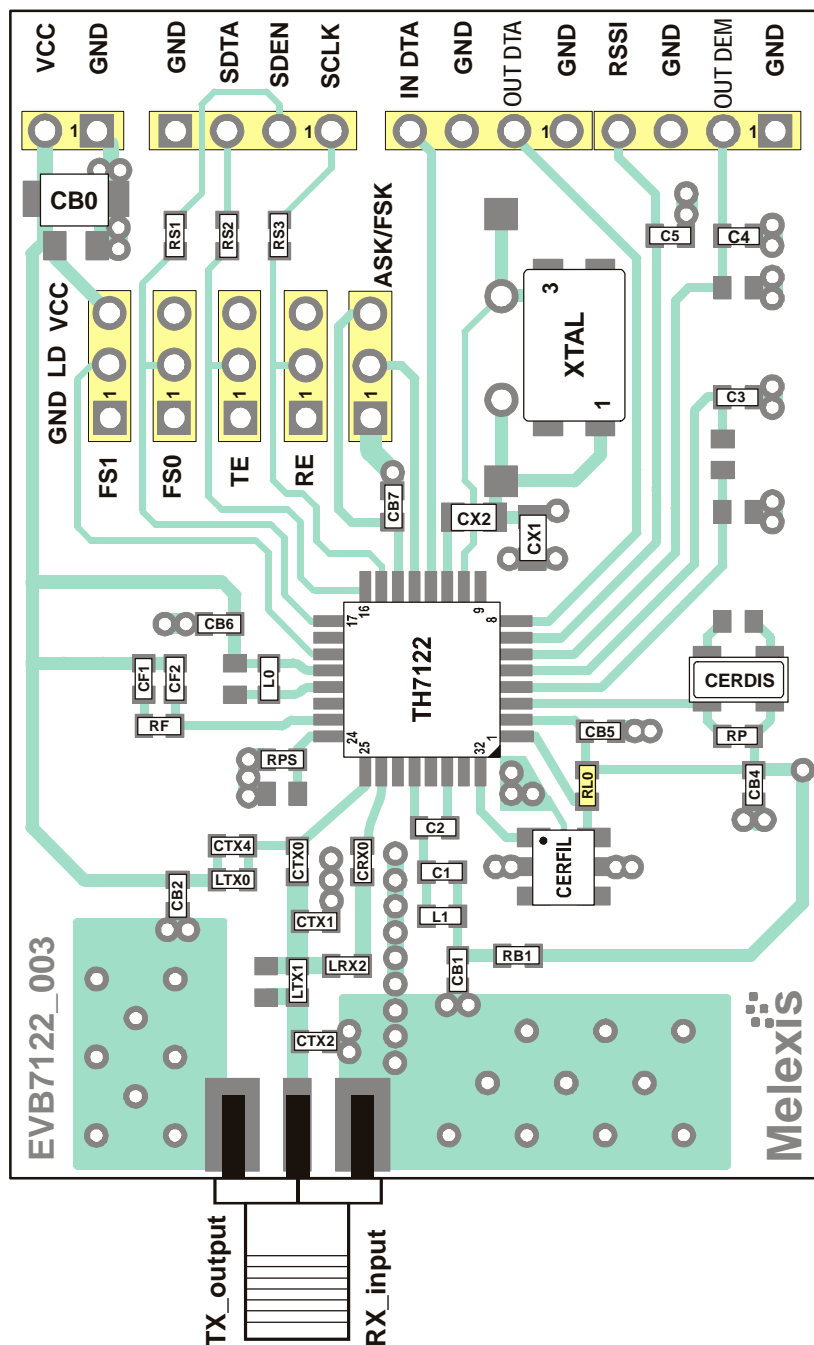 VCC
GND
GND
SDTA
SDEN
SCLK
IN DTA
GND
OUT DTA
GND
RSSI
GND
OUT DEM
GND
1
1
1
1
CB0
RS1
RS2
RS3
ASK/FSK
C5
C4
3
XTAL
1
VCC
LD
GND
1
1
1
1
1
C3
FS1
FS0
TE
RE
CB7
CX2
CX1
16
9
17
8
TH7122
24
25
32
1
CB6
CF1
CF2
L0
RF
RPS
CERDIS
CB5
RP
RL0
CB4
C2
CTX4
LTX0
CTX0
CRX0
C1
CERFIL
CB2
CTX1
L1
LTX1
LRX2
CB1
RB1
CTX2
EVB7122_003
Melexis
TX_output
RX_input